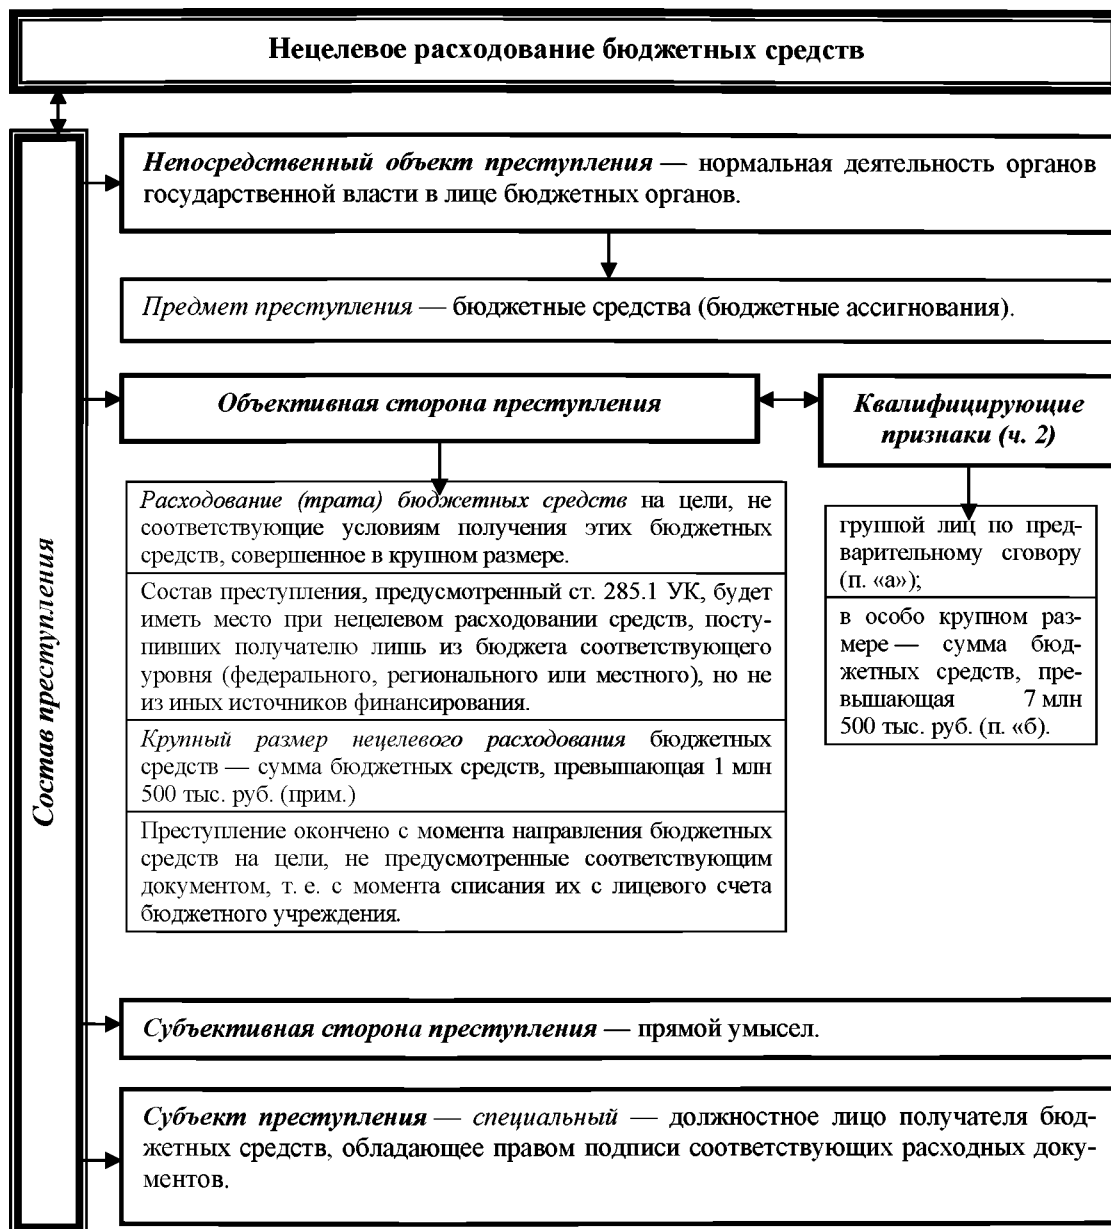 Нецелевое расходование бюджетных средств
Состав преступления
Непосредственный объект преступления — нормальная деятельность органов
государственной власти в лице бюджетных органов.
Предмет преступления — бюджетные средства (бюджетные ассигнования).
Объективная сторона преступления
Расходование (трата) бюджетных средств на цели, не
соответствующие условиям получения этих бюджетных
средств, совершенное в крупном размере.
Состав преступления, предусмотренный ст. 285.1 УК, будет
иметь место при нецелевом расходовании средств, посту-
пивших получателю лишь из бюджета соответствующего
уровня (федерального, регионального или местного), но не
из иных источников финансирования.
Крупный размер нецелевого расходования бюджетных
средств — сумма бюджетных средств, превышающая 1 млн
500 тыс. руб. (прим.)
Преступление окончено с момента направления бюджетных
средств на цели, не предусмотренные соответствующим
документом, т. е. с момента списания их с лицевого счета
бюджетного учреждения.
Квалифицирующие
признаки (ч. 2)
группой лиц по пред-
варительному сговору
(п. «а»);
в особо крупном раз-
мере — сумма бюд-
жетных средств, пре-
вышающая 7 млн
500 тыс. руб. (п. «б).
Субъективная сторона преступления — прямой умысел.
Субъект преступления — специальный — должностное лицо получателя бюд-
жетных средств, обладающее правом подписи соответствующих расходных доку-
ментов.